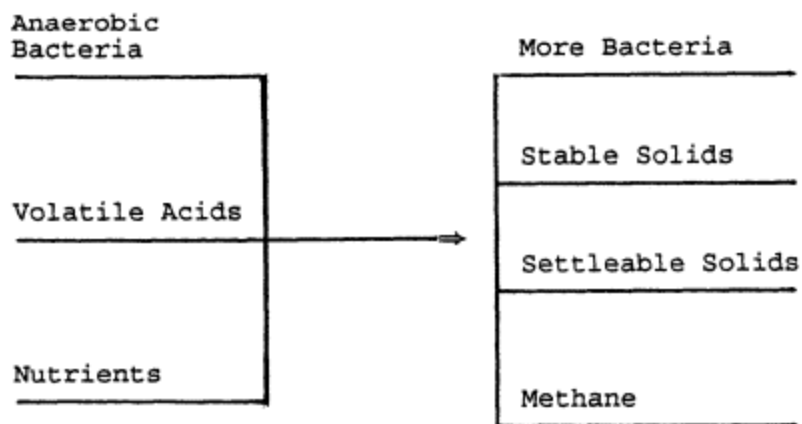 Anaerobic
Bacteria
Volatile Acids
Nutrients
More Bacteria
Stable Solids
Settleable Solids
Methane